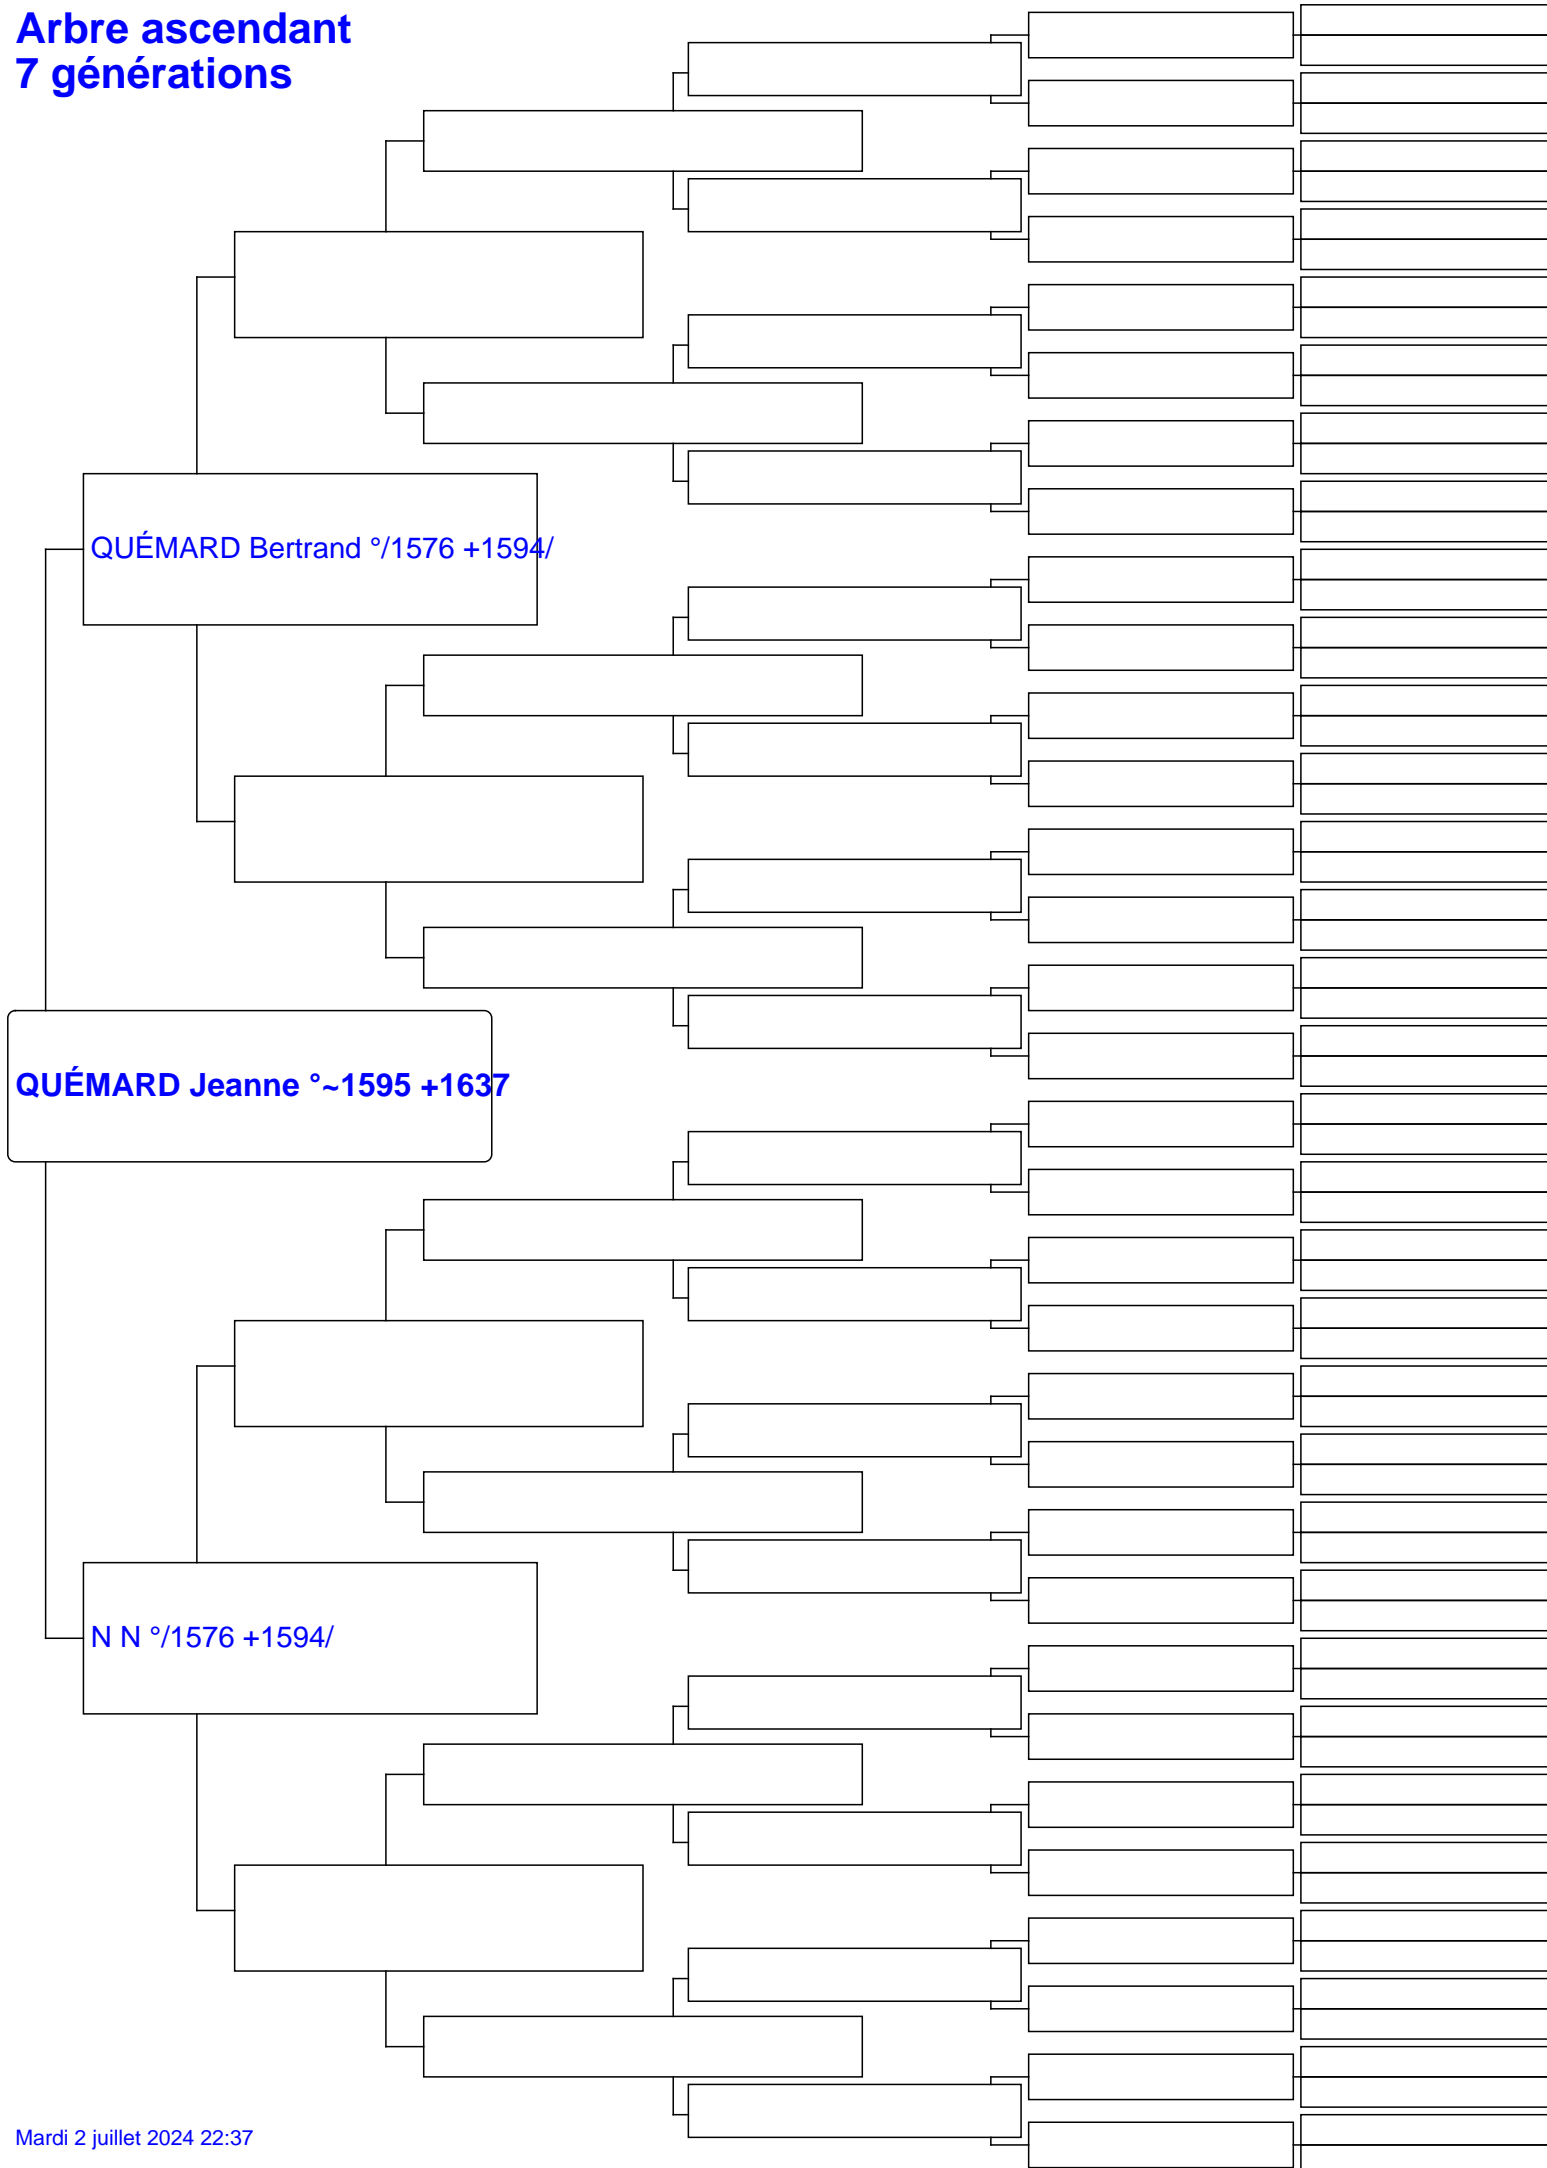 Arbre ascendant
7 générations
QUÉMARD Bertrand °/1576 +1594/
QUÉMARD Jeanne °~1595 +1637
N N °/1576 +1594/
Mardi 2 juillet 2024 22:37